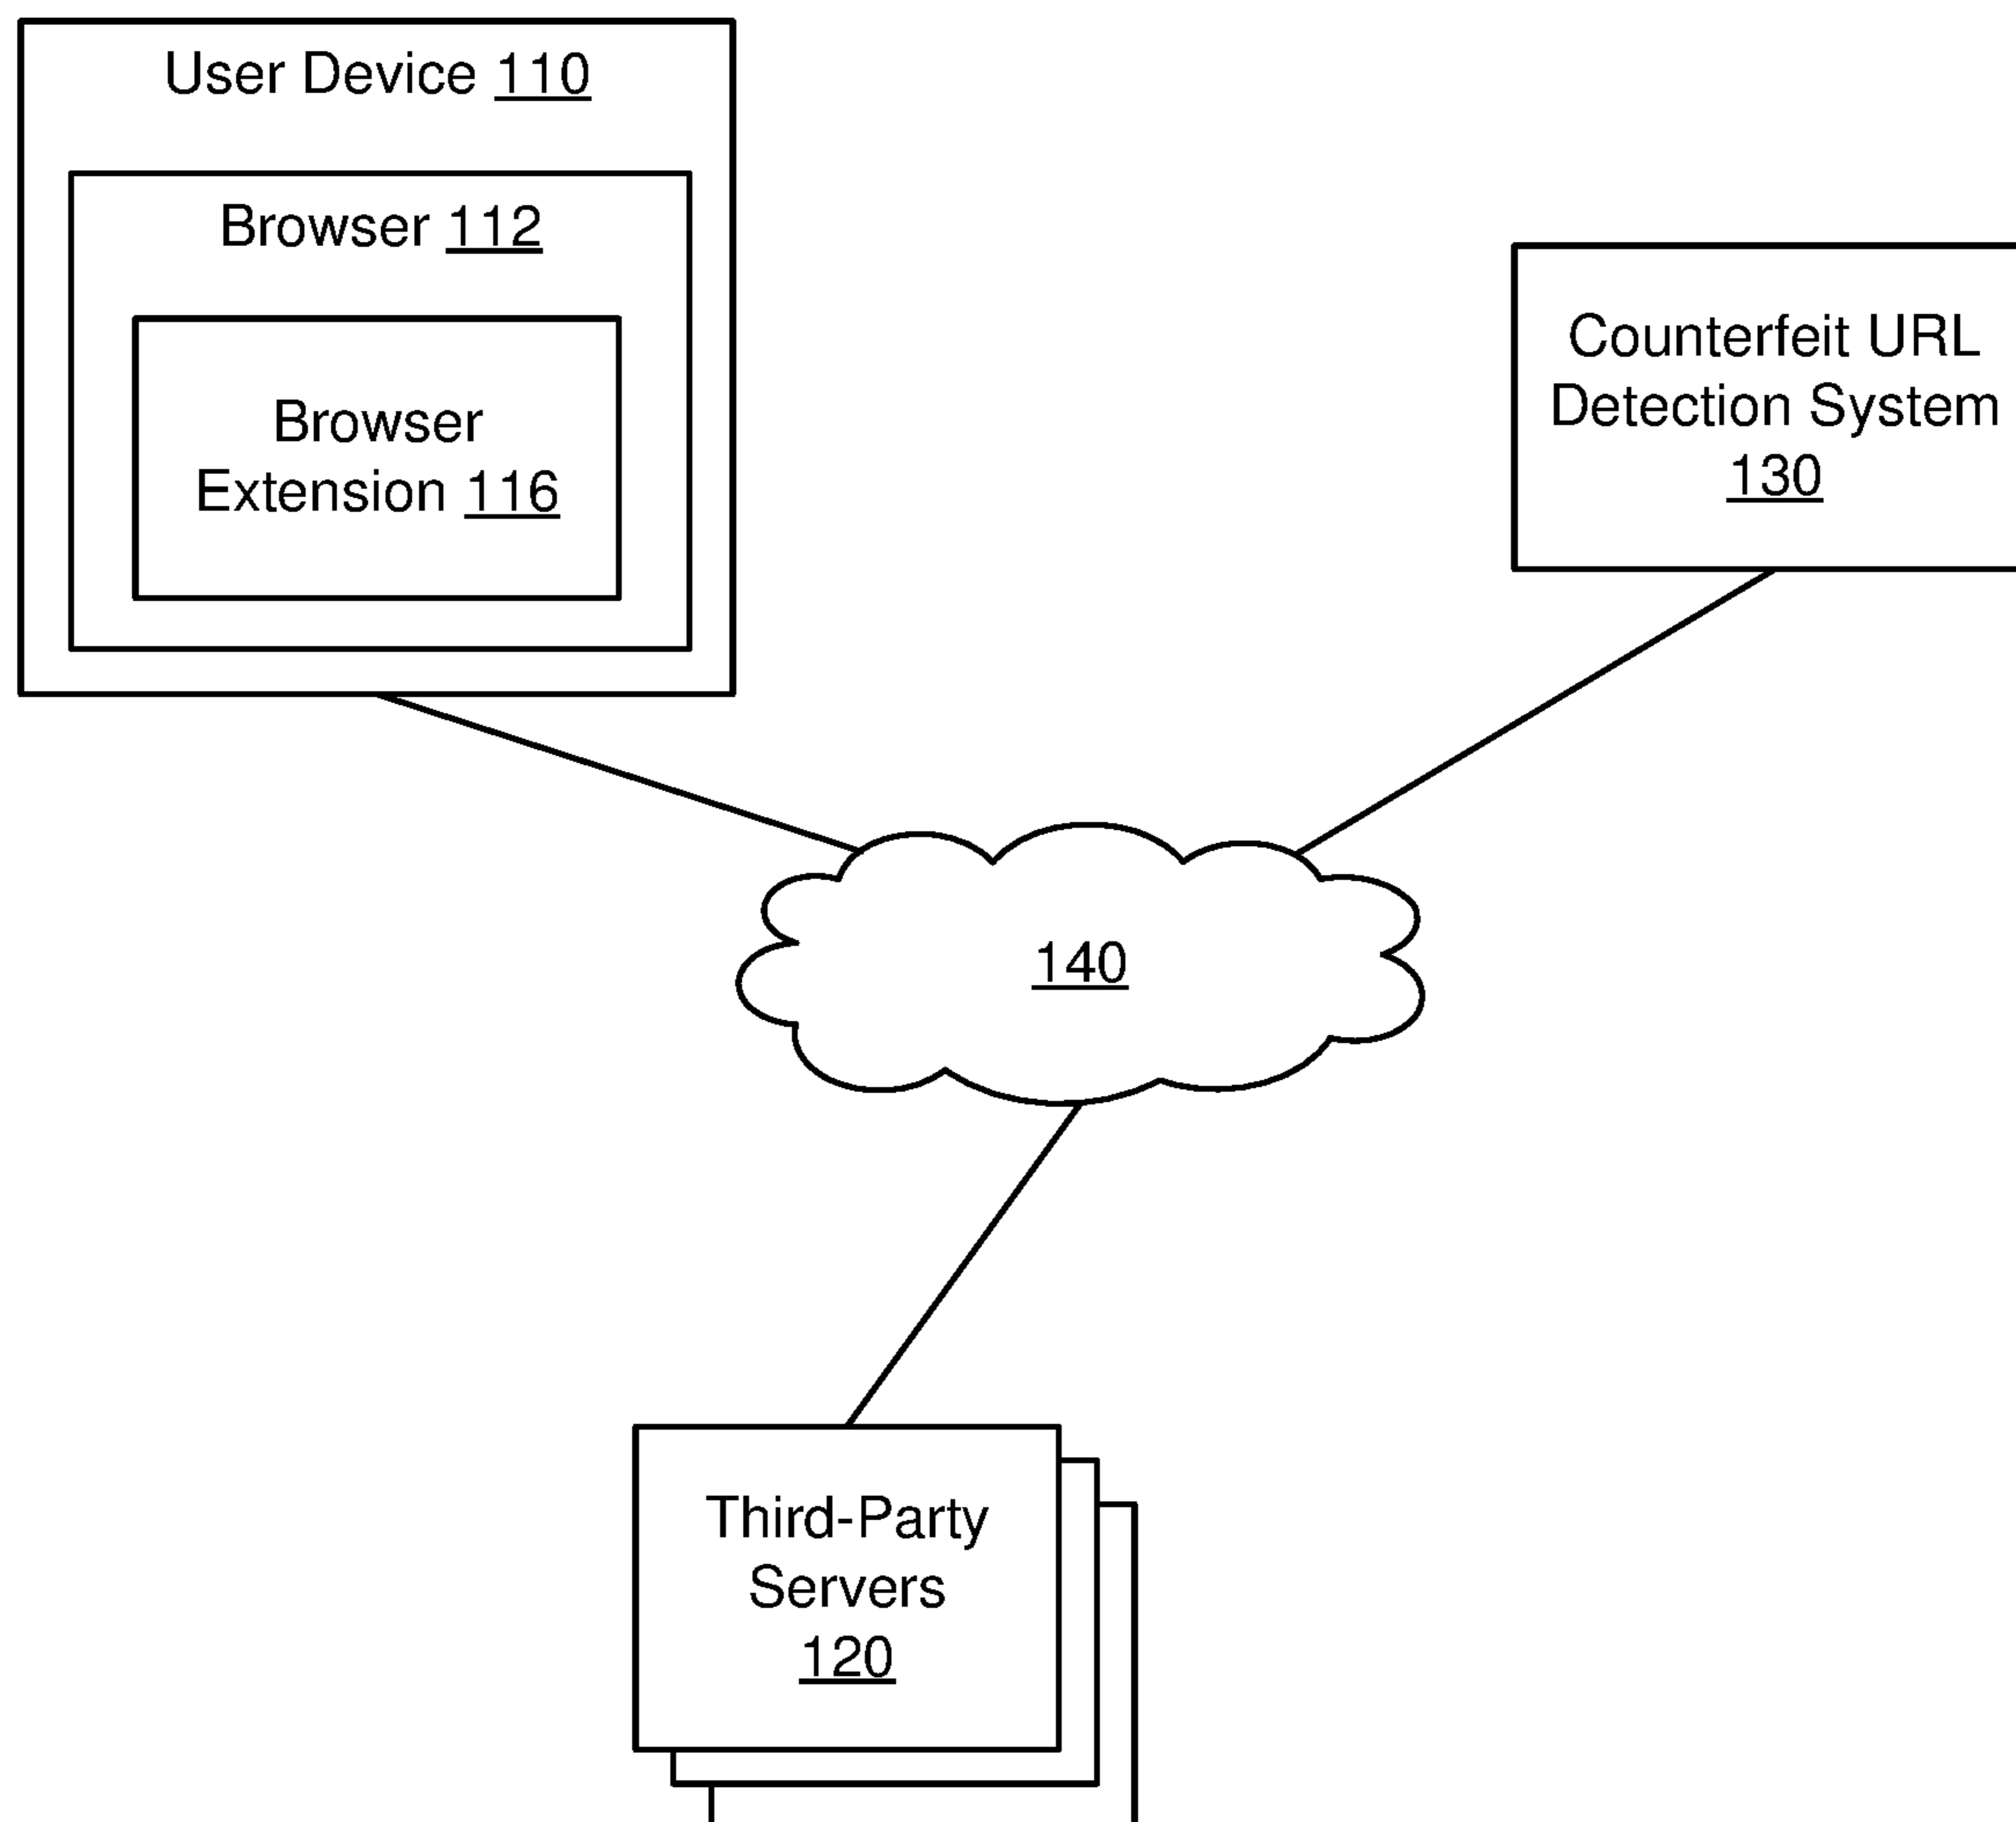 User Device 110
Browser 112
Browser
Extension 116
Counterfeit URL
Detection System
130
140
Third-Party
Servers
120